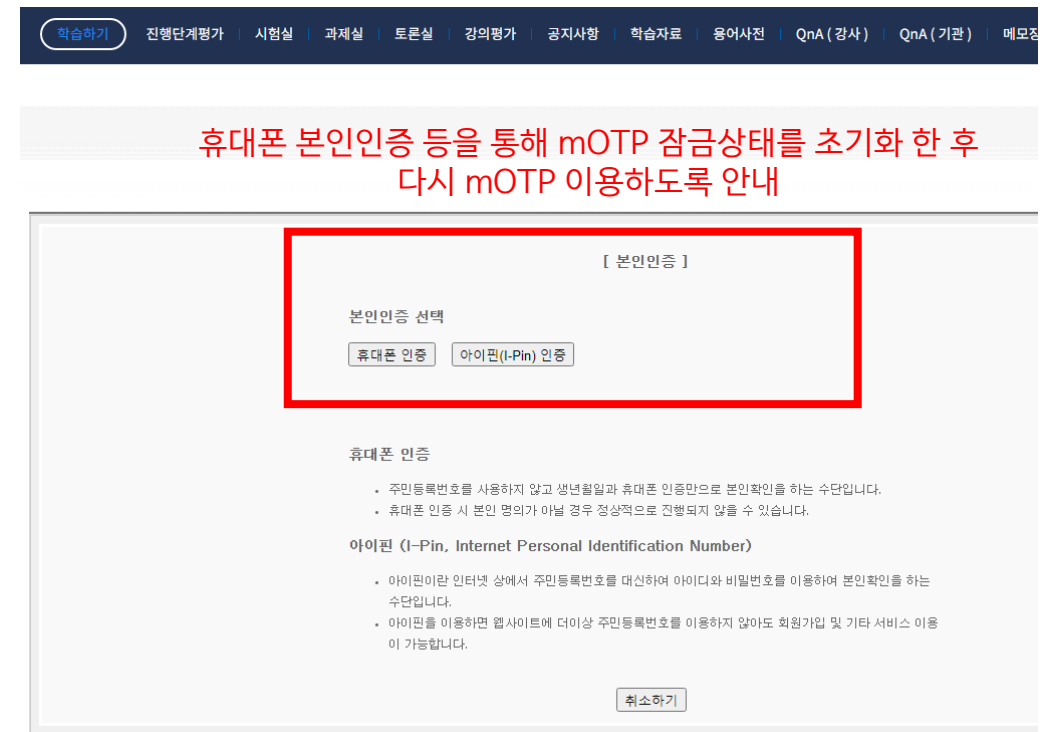 학습하기 진행단계평가 시험실 과제실 토론실 강의평가 공지사항 학습자료 용어사전 QnA ( 강사 ) QnA ( 기관 ) 메모장
휴대폰 본인인증 등을 통해 mOTP 잠금상태를 초기화 한 후
다시 mOTP 이용하도록 안내
[ 본인인증 ]
본인인증 선택
휴대폰 인증 아이핀(I-Pin) 인증
휴대폰 인증
• 주민등록번호를 사용하지 않고 생년월일과 휴대폰 인증만으로 본인확인을 하는 수단입니다.
• 휴대폰 인증 시 본인 명의가 아닐 경우 정상적으로 진행되지 않을 수 있습니다.
아이핀 (I-Pin, Internet Personal Identification Number)
• 아이핀이란 인터넷 상에서 주민등록번호를 대신하여 아이디와 비밀번호를 이용하여 본인확인을 하는
수단입니다.
• 아이핀을 이용하면 웹사이트에 더이상 주민등록번호를 이용하지 않아도 회원가입 및 기타 서비스 이용
이 가능합니다.
취소하기